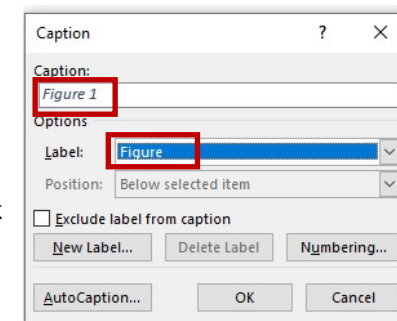 Caption ? ×
Caption:
Figure 1
Options
Label: Figure
Position: Below selected item
Exclude label from caption
New Label... Delete Label Numbering...
AutoCaption... OK Cancel